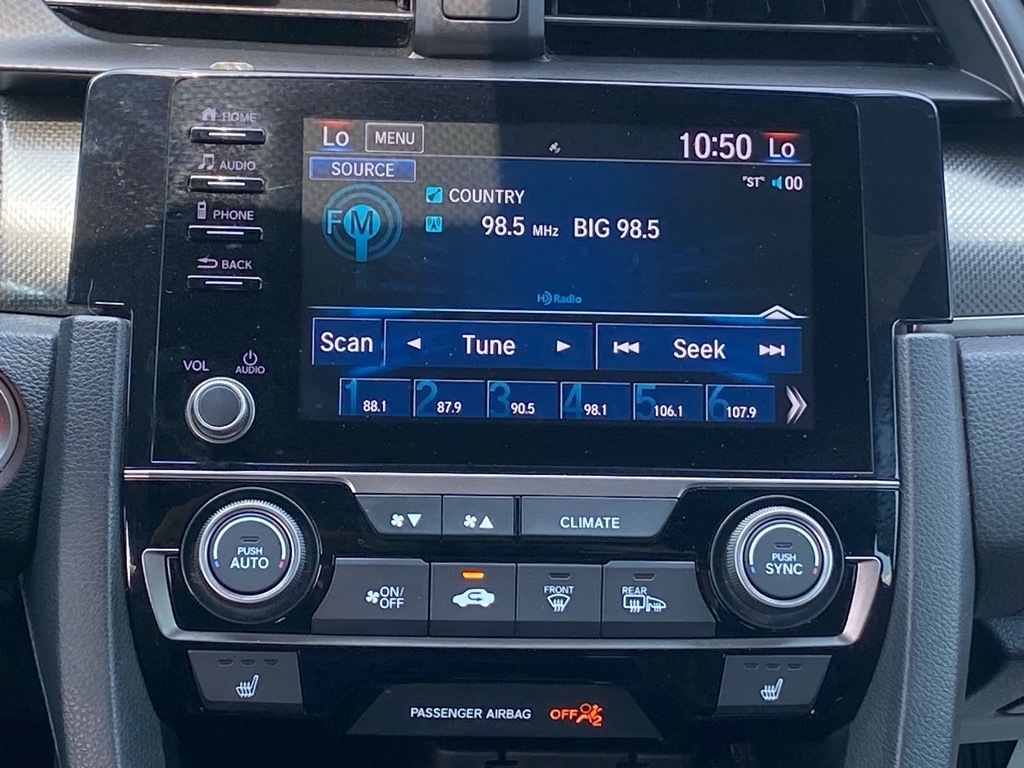 HOME
Lo MENU 10:50 Lo
AUDIO
SOURCE
"ST" 00
COUNTRY
PHONE
FM
98.5 MHz BIG 98.5
BACK
HD Radio
Scan Tune Seek
VOL AUDIO
1 88.1 2 87.9 3 90.5 4 98.1 5 106.1 6 107.9
CLIMATE
PUSH AUTO
PUSH SYNC
ON/OFF
FRONT
REAR
PASSENGER AIRBAG OFF 2